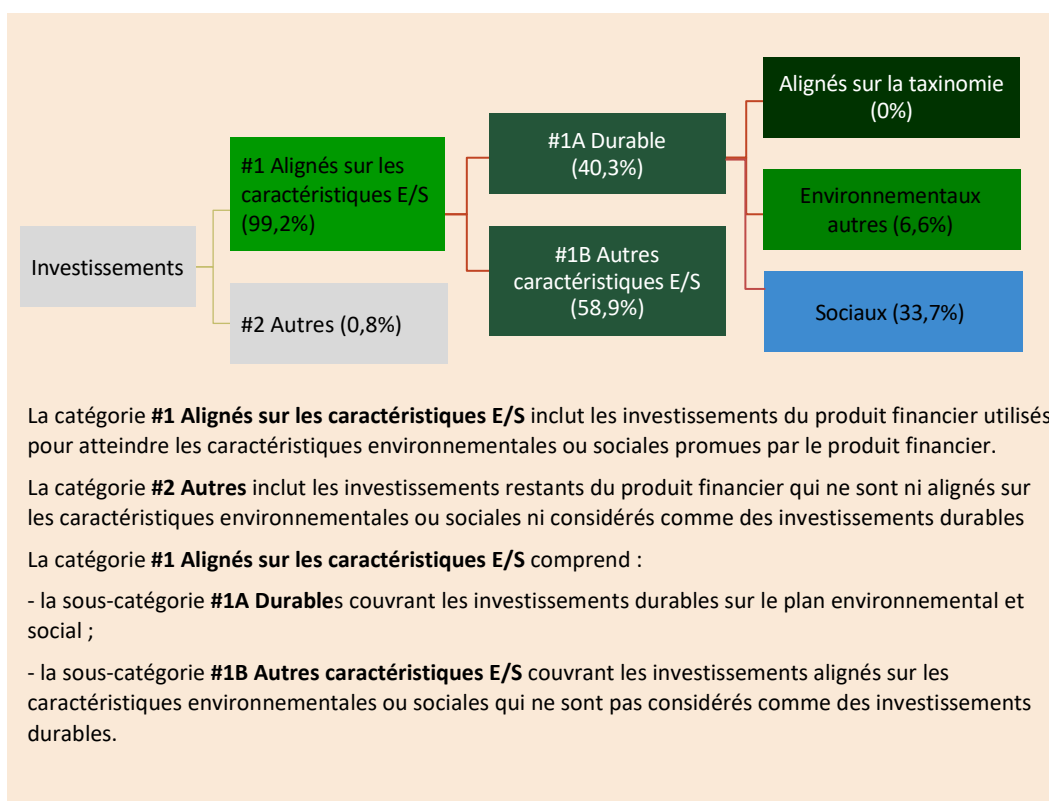 Investissements
#1 Alignés sur les
caractéristiques E/S
(99,2%)
#2 Autres (0,8%)
#1A Durable
(40,3%)
#1B Autres
caractéristiques E/S
(58,9%)
Alignés sur la taxinomie
(0%)
Environnementaux
autres (6,6%)
Sociaux (33,7%)
La catégorie #1 Alignés sur les caractéristiques E/S inclut les investissements du produit financier utilisés
pour atteindre les caractéristiques environnementales ou sociales promues par le produit financier.
La catégorie #2 Autres inclut les investissements restants du produit financier qui ne sont ni alignés sur
les caractéristiques environnementales ou sociales ni considérés comme des investissements durables
La catégorie #1 Alignés sur les caractéristiques E/S comprend :
- la sous-catégorie #1A Durables couvrant les investissements durables sur le plan environnemental et
social ;
- la sous-catégorie #1B Autres caractéristiques E/S couvrant les investissements alignés sur les
caractéristiques environnementales ou sociales qui ne sont pas considérés comme des investissements
durables.